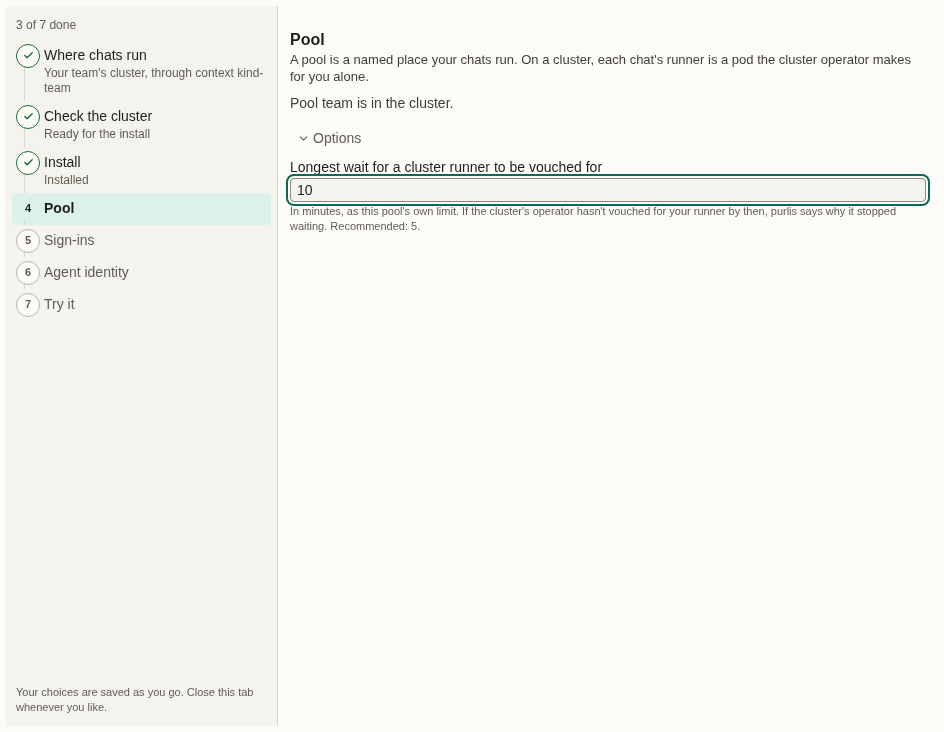 3 of 7 done
Where chats run
Your team's cluster, through context kind-
team
Check the cluster
Ready for the install
Install
Installed
4 Pool
5 Sign-ins
6 Agent identity
7 Try it
Your choices are saved as you go. Close this tab
whenever you like.
Pool
A pool is a named place your chats run. On a cluster, each chat's runner is a pod the cluster operator makes
for you alone.
Pool team is in the cluster.
Options
Longest wait for a cluster runner to be vouched for
10
In minutes, as this pool's own limit. If the cluster's operator hasn't vouched for your runner by then, purlis says why it stopped
waiting. Recommended: 5.